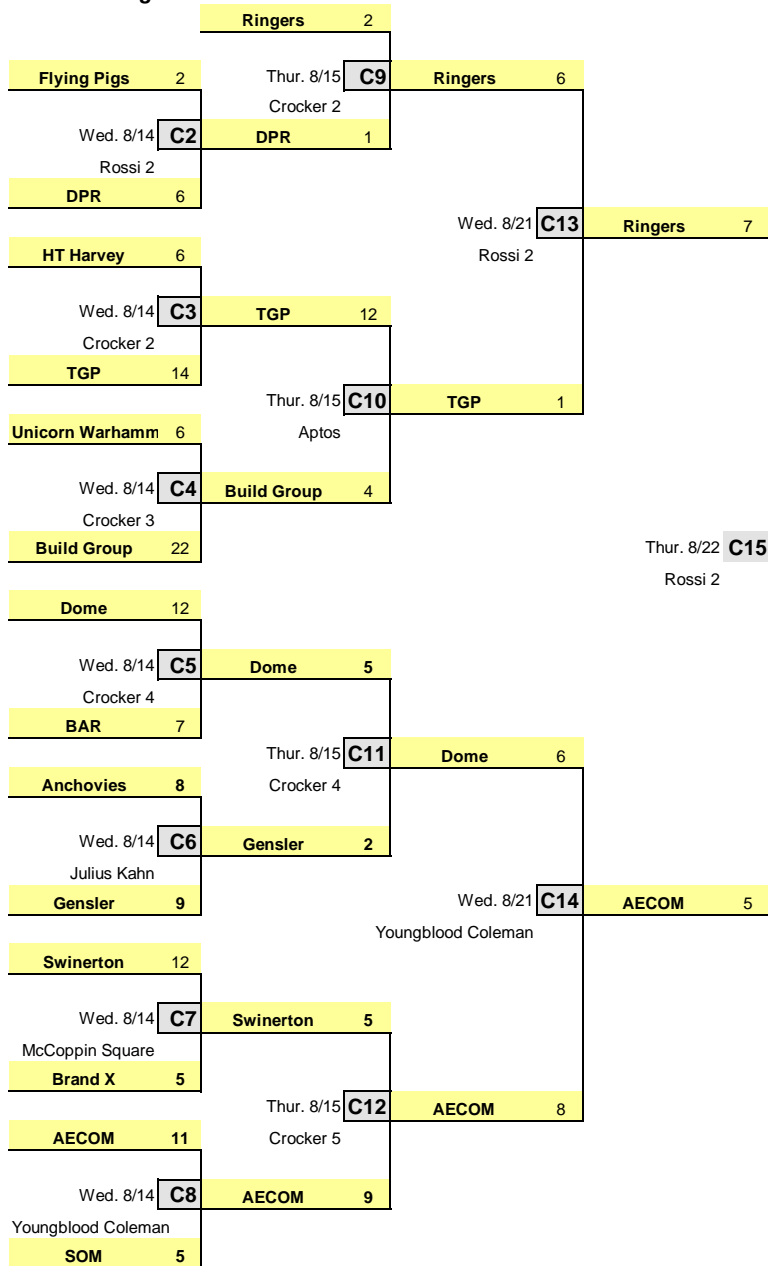 Ringers 2
Flying Pigs 2
Thur. 8/15 C9 Ringers 6
Crocker 2
Wed. 8/14 C2 DPR 1
Rossi 2
DPR 6
Wed. 8/21 C13 Ringers 7
HT Harvey 6
Rossi 2
Wed. 8/14 C3 TGP 12
Crocker 2
TGP 14
Thur. 8/15 C10 TGP 1
Unicorn Warhamm 6
Aptos
Wed. 8/14 C4 Build Group 4
Crocker 3
Build Group 22
Thur. 8/22 C15
Rossi 2
Dome 12
Wed. 8/14 C5 Dome 5
Crocker 4
BAR 7
Thur. 8/15 C11 Dome 6
Anchovies 8
Crocker 4
Wed. 8/14 C6 Gensler 2
Julius Kahn
Gensler 9
Wed. 8/21 C14 AECOM 5
Youngblood Coleman
Swinerton 12
Wed. 8/14 C7 Swinerton 5
McCoppin Square
Brand X 5
Thur. 8/15 C12 AECOM 8
AECOM 11
Crocker 5
Wed. 8/14 C8 AECOM 9
Youngblood Coleman
SOM 5